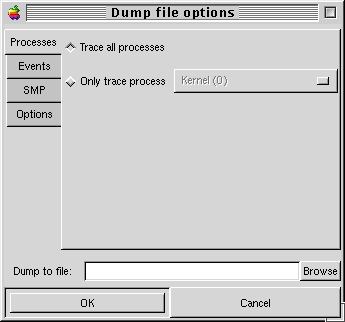 Dump file options
Processes
Events
SMP
Options
Trace all processes
Only trace process
Kernel (0)
Dump to file:
Browse
OK
Cancel